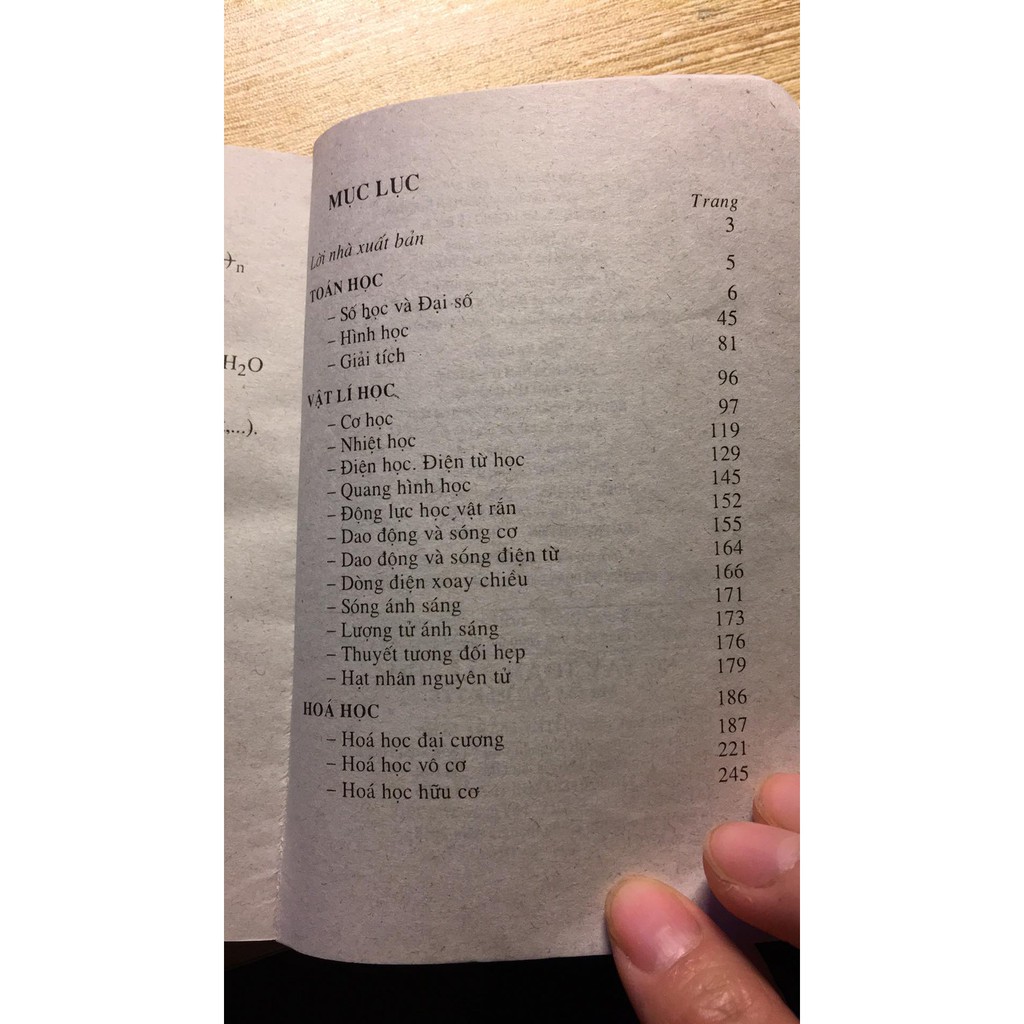 MỤC LỤC
Trang
Lời nhà xuất bản 3
TOÁN HỌC 5
– Số học và Đại số 6
– Hình học 45
– Giải tích 81
VẬT LÍ HỌC 96
– Cơ học 97
– Nhiệt học 119
– Điện học. Điện từ học 129
– Quang hình học 145
– Động lực học vật rắn 152
– Dao động và sóng cơ 155
– Dao động và sóng điện từ 164
– Dòng điện xoay chiều 166
– Sóng ánh sáng 171
– Lượng tử ánh sáng 173
– Thuyết tương đối hẹp 176
– Hạt nhân nguyên tử 179
HOÁ HỌC 186
– Hoá học đại cương 187
– Hoá học vô cơ 221
– Hoá học hữu cơ 245
)n
H₂O
,...).